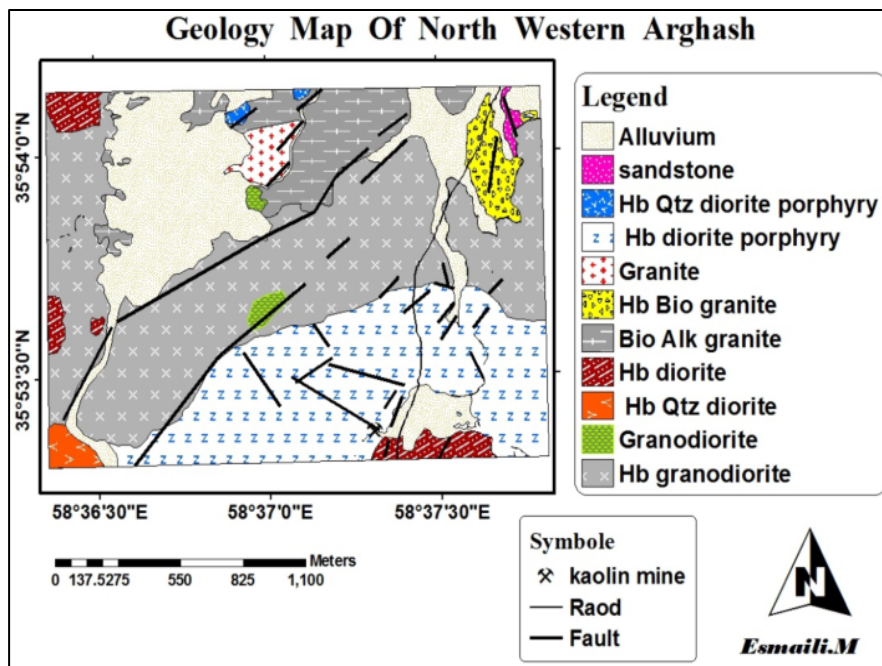 Geology Map Of North Western Arghash
35°54'0"N
35°53'30"N
58°36'30"E
58°37'0"E
58°37'30"E
Meters
0 137.5275 550 825 1,100
Legend
Alluvium
sandstone
Hb Qtz diorite porphyry
Hb diorite porphyry
Granite
Hb Bio granite
Bio Alk granite
Hb diorite
Hb Qtz diorite
Granodiorite
Hb granodiorite
Symbole
kaolin mine
Raod
Fault
N
Esmaili.M